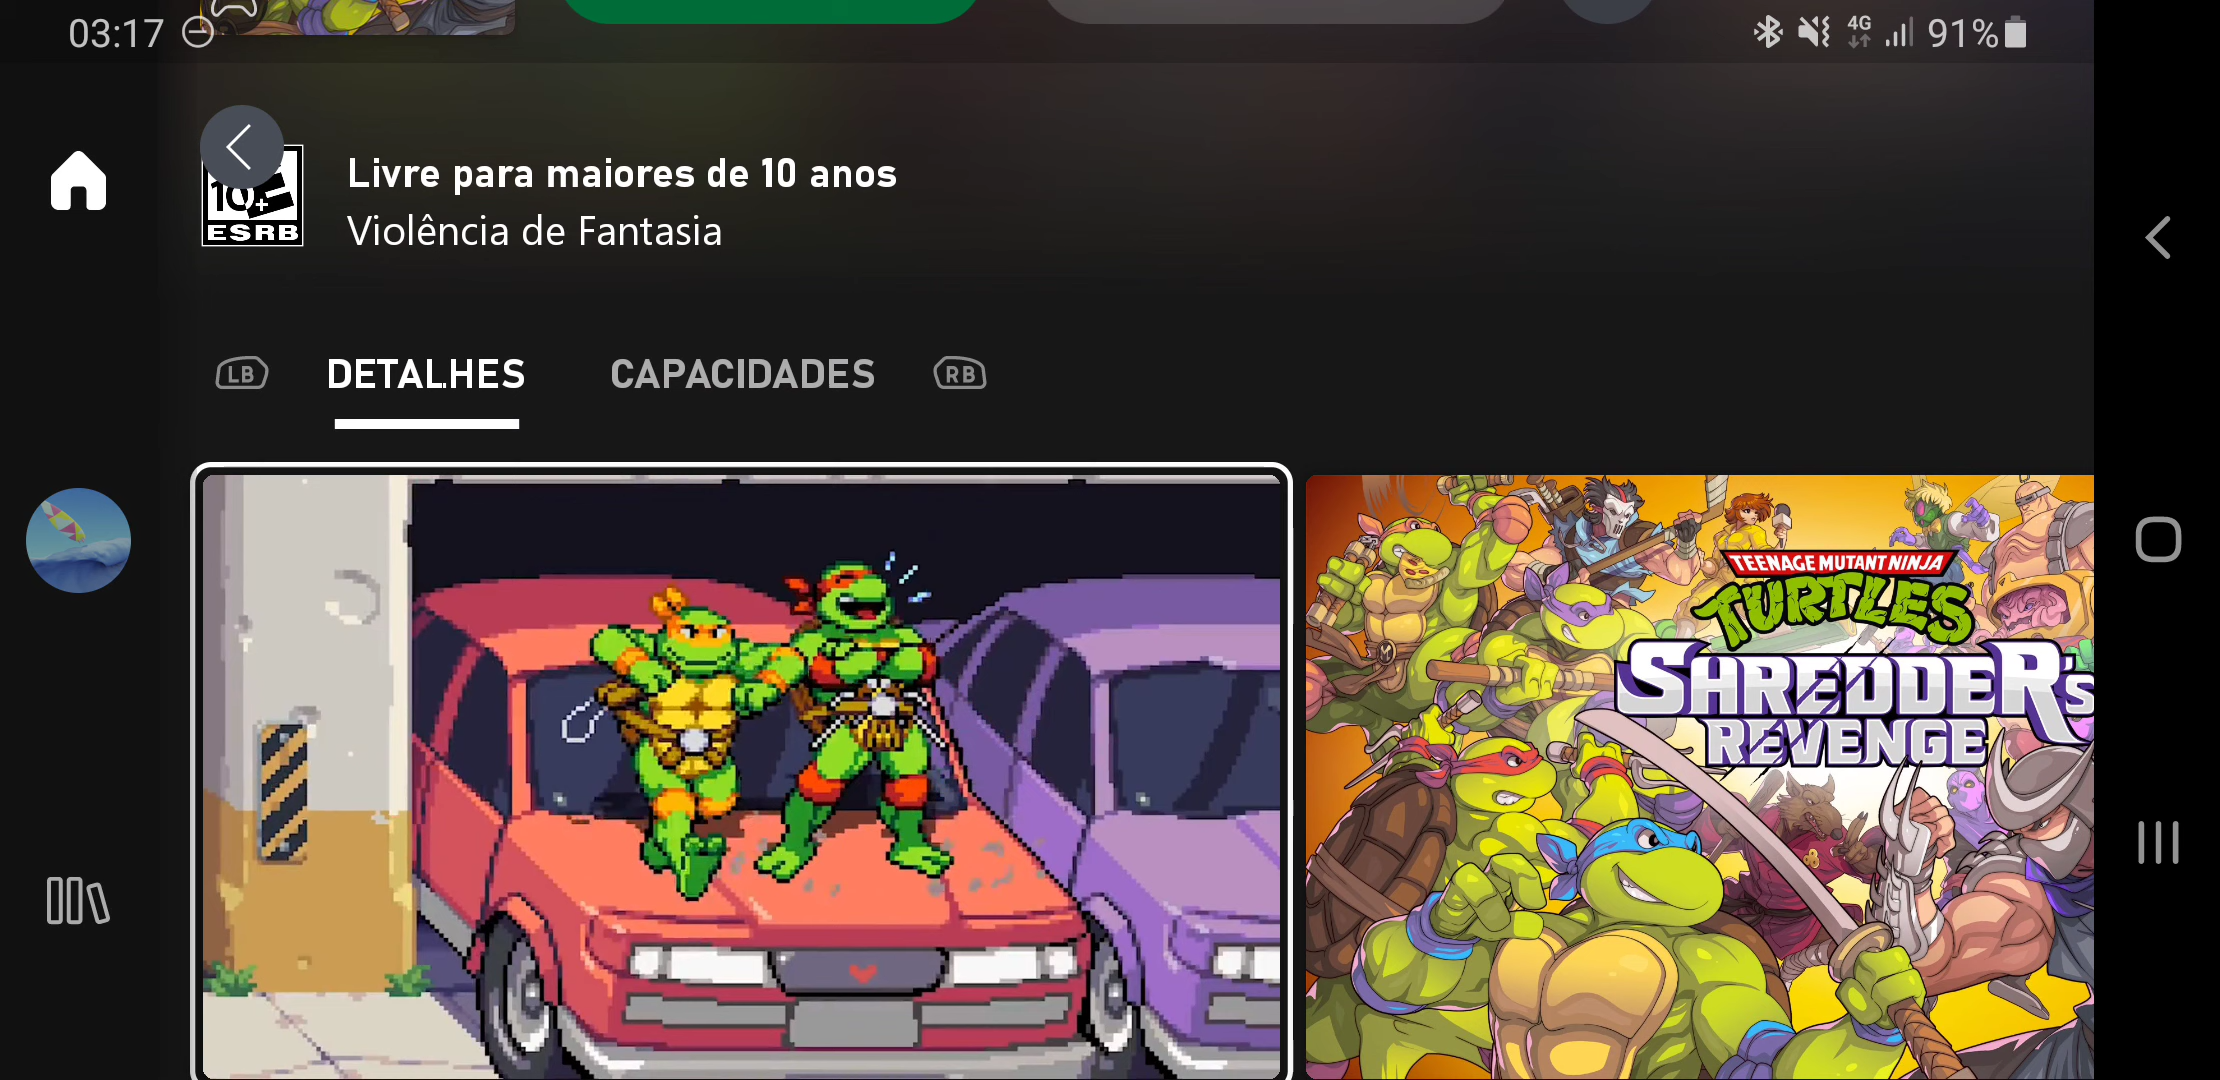 03:17
4G
91%
10+
ESRB
Livre para maiores de 10 anos
Violência de Fantasia
LB
DETALHES
CAPACIDADES
RB
TEENAGE MUTANT NINJA
TURTLES
SHREDDER'S
REVENGE